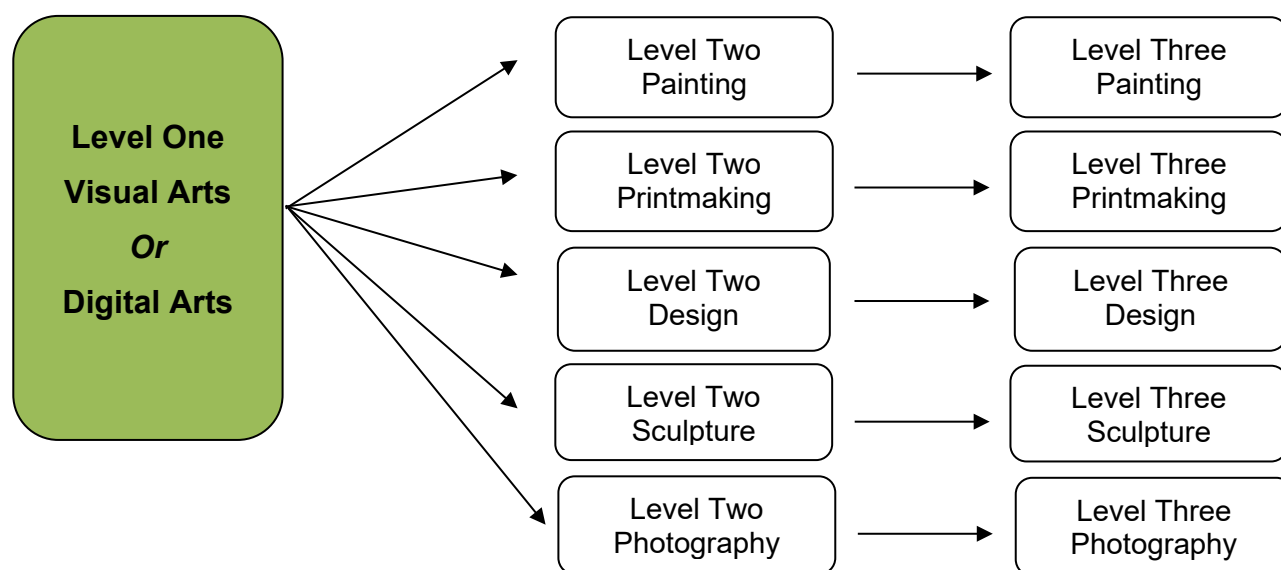 Level One
Visual Arts
Or
Digital Arts
Level Two
Painting
Level Three
Painting
Level Two
Printmaking
Level Three
Printmaking
Level Two
Design
Level Three
Design
Level Two
Sculpture
Level Three
Sculpture
Level Two
Photography
Level Three
Photography